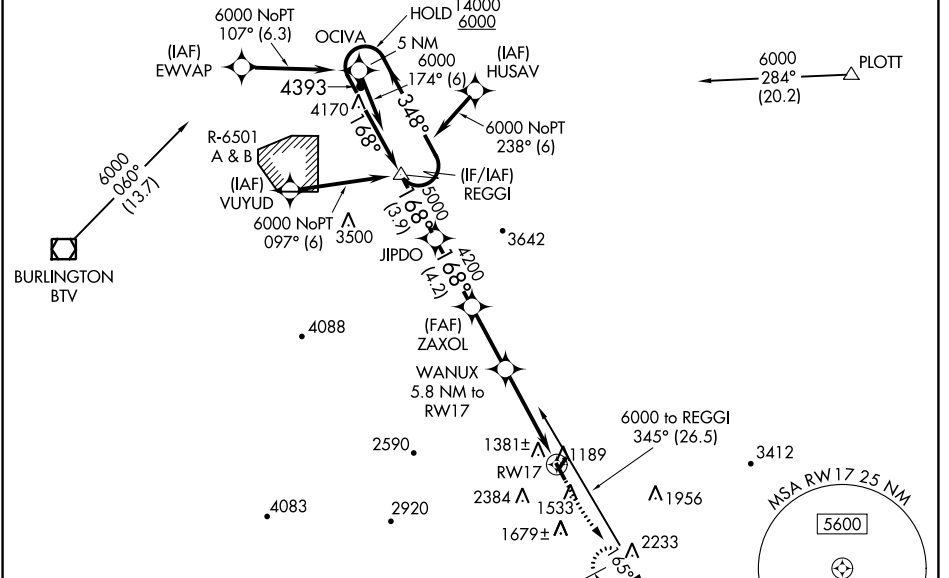 6000 NoPT
107° (6.3)
(IAF)
EWVAP
OCIVA
HOLD
14000
6000
5 NM
6000
174° (6)
(IAF)
HUSAV
6000
284°
(20.2)
PLOTT
4393
4170
168°
348°
6000 NoPT
238° (6)
R-6501
A & B
(IAF)
VUYUD
6000 NoPT
097° (6)
3500
(IF/IAF)
REGGI
6000
060°
(13.7)
BURLINGTON
BTV
5000
168°
(3.9)
JIPDO
3642
4200
168°
(4.2)
(FAF)
ZAXOL
4088
WANUX
5.8 NM to
RW17
6000 to REGGI
345° (26.5)
2590
1381±
1189
RW17
3412
4083
2920
2384
1533
1956
1679±
2233
165°
MSA RW17 25 NM
5600